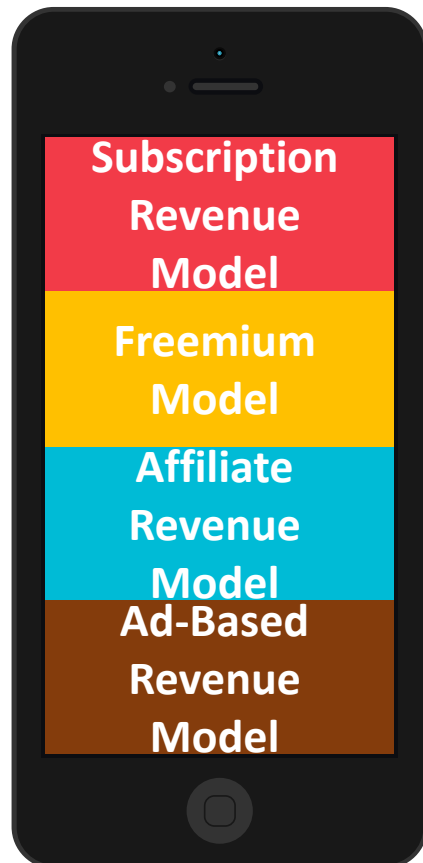 Subscription
Revenue
Model
Freemium
Model
Affiliate
Revenue
Model
Ad-Based
Revenue
Model